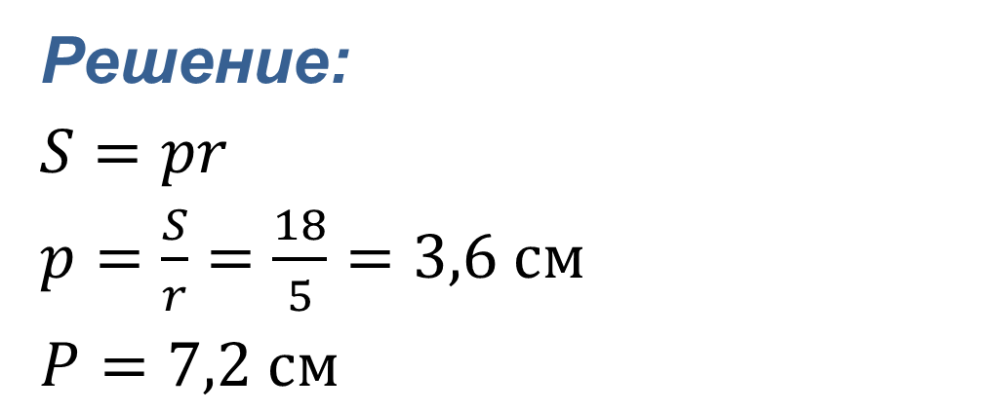 Решение:
S = pr
p = S/r = 18/5 = 3,6 см
P = 7,2 см